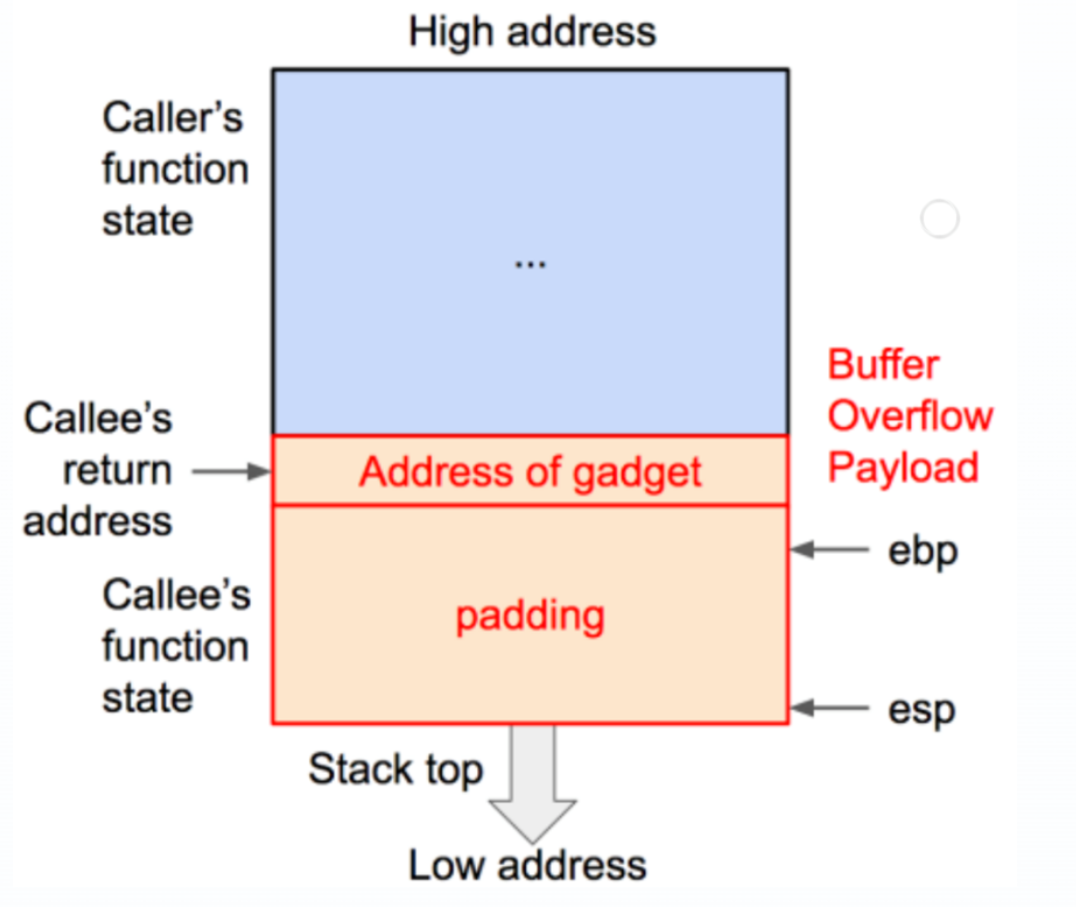 High address
Caller’s
function
state
...
Buffer
Overflow
Payload
Callee’s
return
address
Address of gadget
ebp
Callee’s
function
state
padding
esp
Stack top
Low address